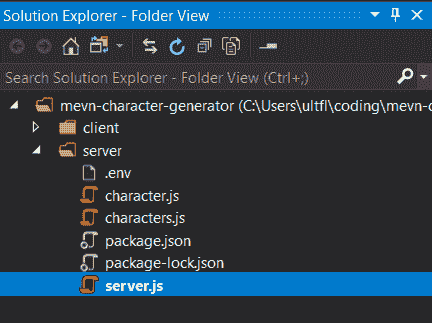 Solution Explorer - Folder View
Search Solution Explorer - Folder View (Ctrl+;)
mevn-character-generator (C:\Users\ultfl\coding\mevn-c
client
server
.env
character.js
characters.js
package.json
package-lock.json
server.js